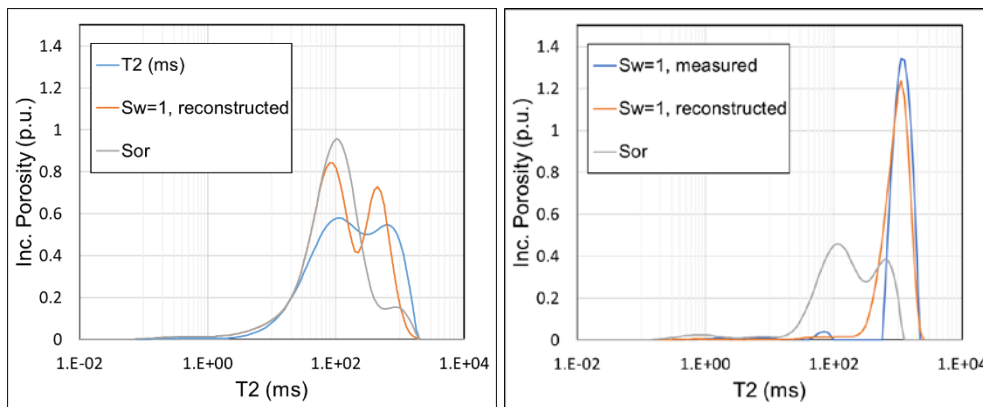 Inc. Porosity (p.u.)
1.4
1.2
1
0.8
0.6
0.4
0.2
0
T2 (ms)
Sw=1, reconstructed
Sor
1.E-02
1.E+00
1.E+02
1.E+04
T2 (ms)
Inc. Porosity (p.u.)
1.4
1.2
1
0.8
0.6
0.4
0.2
0
Sw=1, measured
Sw=1, reconstructed
Sor
1.E-02
1.E+00
1.E+02
1.E+04
T2 (ms)